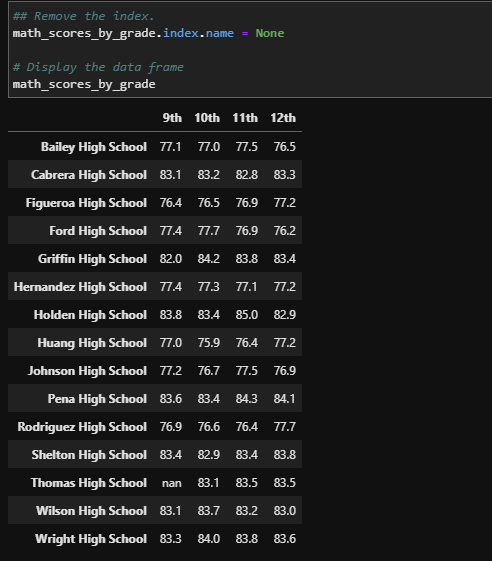 ## Remove the index.
math_scores_by_grade.index.name = None
# Display the data frame
math_scores_by_grade
9th 10th 11th 12th
Bailey High School 77.1 77.0 77.5 76.5
Cabrera High School 83.1 83.2 82.8 83.3
Figueroa High School 76.4 76.5 76.9 77.2
Ford High School 77.4 77.7 76.9 76.2
Griffin High School 82.0 84.2 83.8 83.4
Hernandez High School 77.4 77.3 77.1 77.2
Holden High School 83.8 83.4 85.0 82.9
Huang High School 77.0 75.9 76.4 77.2
Johnson High School 77.2 76.7 77.5 76.9
Pena High School 83.6 83.4 84.3 84.1
Rodriguez High School 76.9 76.6 76.4 77.7
Shelton High School 83.4 82.9 83.4 83.8
Thomas High School nan 83.1 83.5 83.5
Wilson High School 83.1 83.7 83.2 83.0
Wright High School 83.3 84.0 83.8 83.6